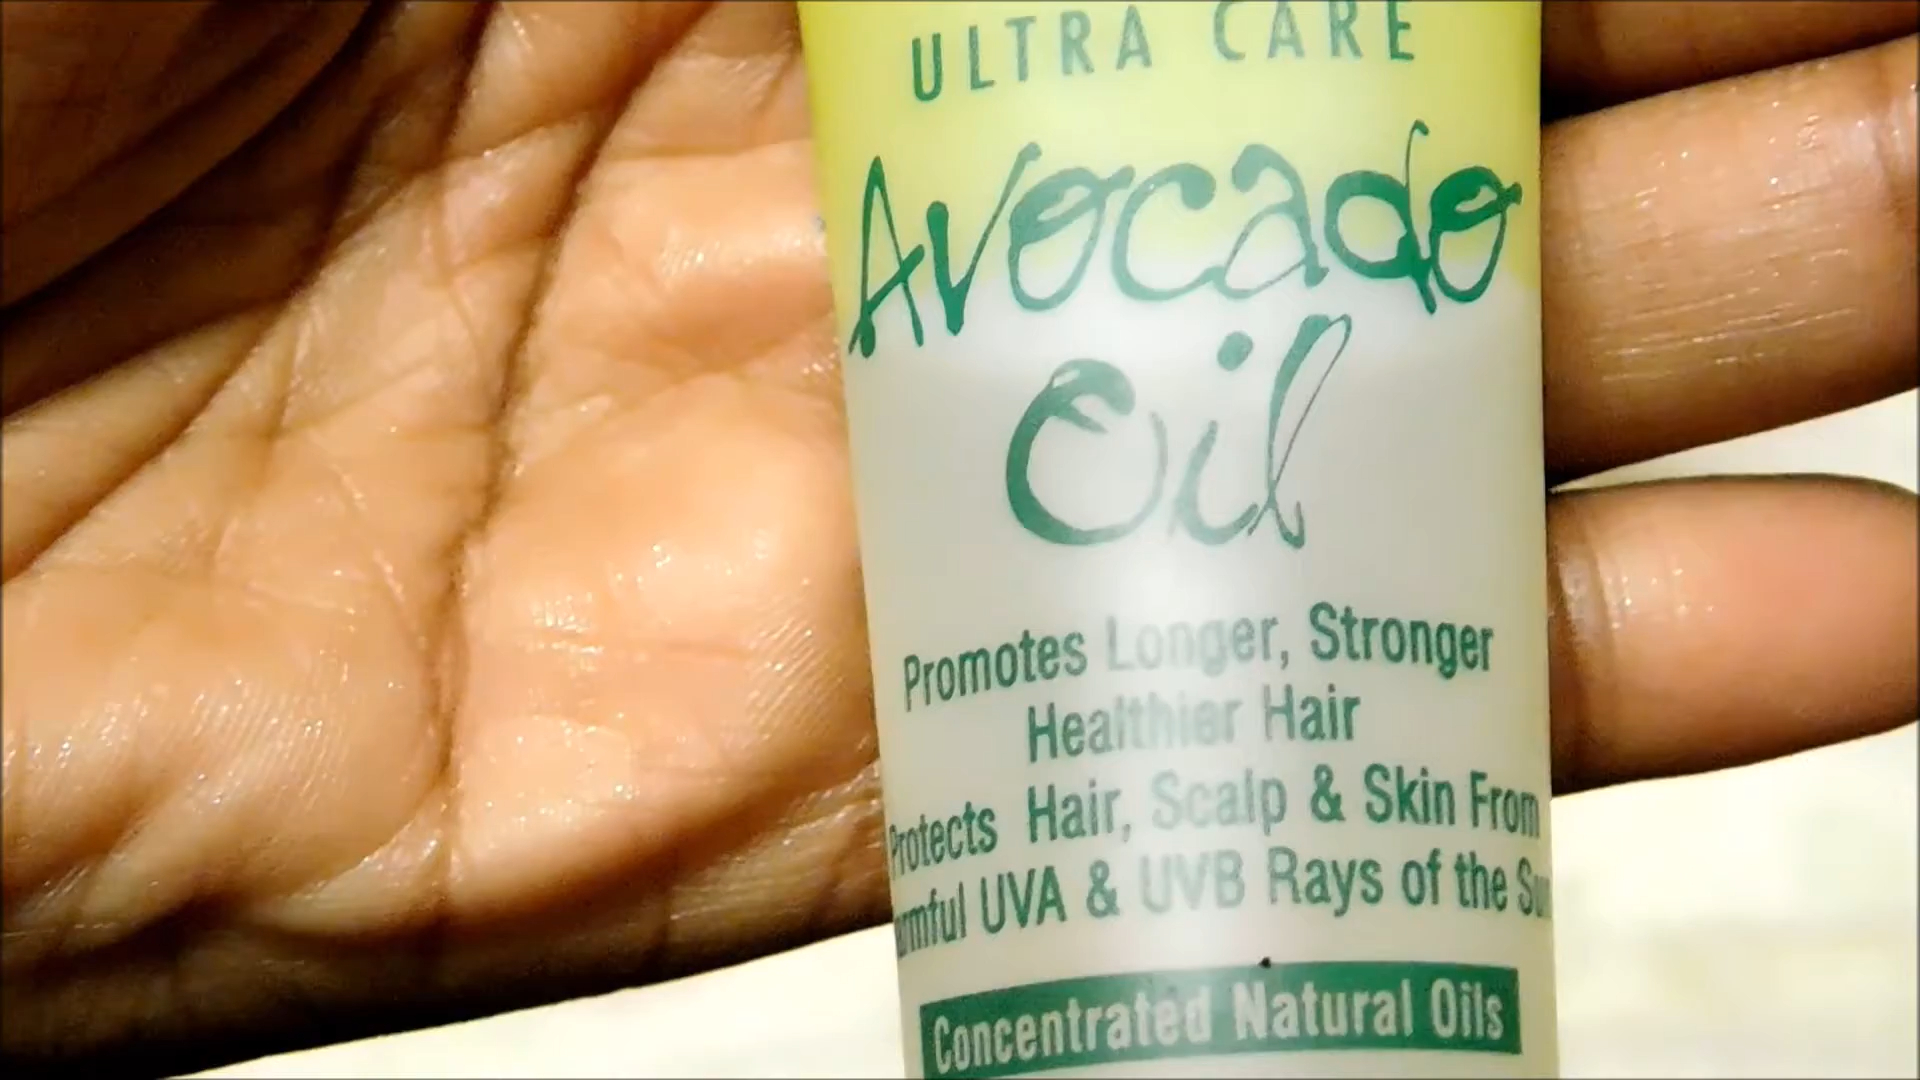 ULTRA CARE
Avocado
Oil
Promotes Longer, Stronger
Healthier Hair
Protects Hair, Scalp & Skin From
UVA & UVB Rays of the
Concentrated Natural Oils